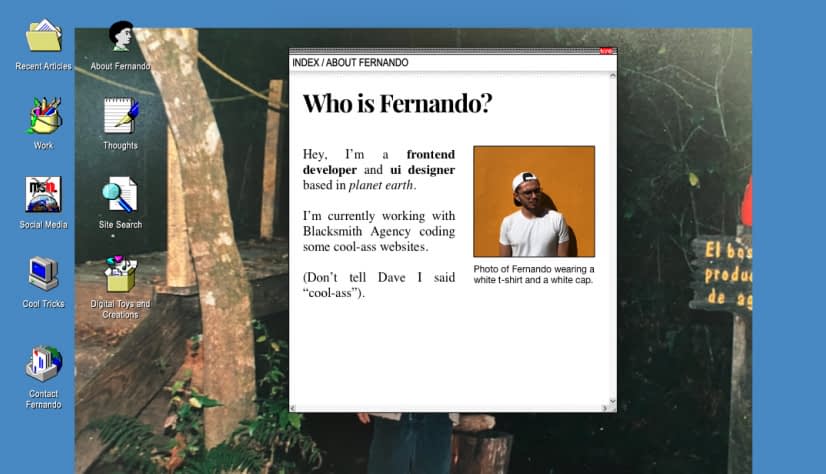 Recent Articles
About Fernando
Work
Thoughts
msn
Social Media
Site Search
Cool Tricks
Digital Toys and
Creations
Contact
Fernando
INDEX / ABOUT FERNANDO
Who is Fernando?
Hey, I'm a frontend
developer and ui designer
based in planet earth.
I'm currently working with
Blacksmith Agency coding
some cool-ass websites.
(Don't tell Dave I said
“cool-ass”).
Photo of Fernando wearing a
white t-shirt and a white cap.
El bos
produ
de ag